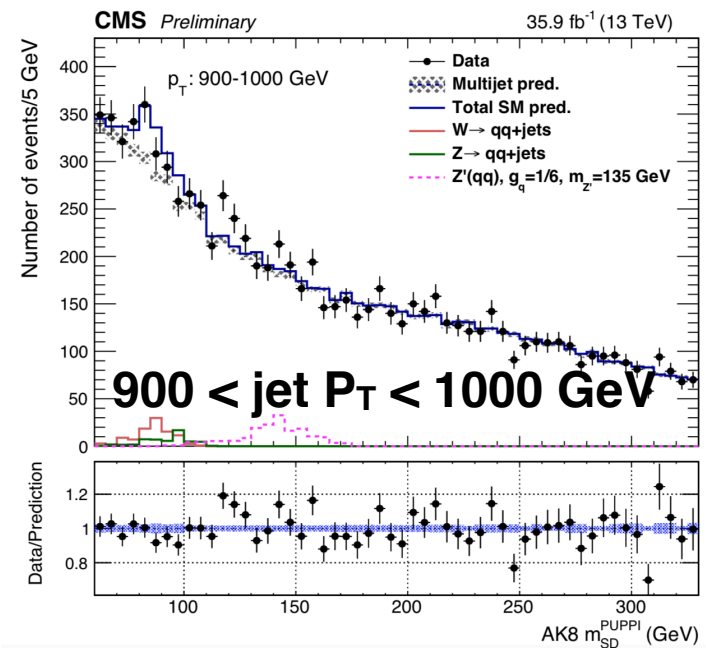 CMS Preliminary 35.9 fb⁻¹ (13 TeV)
Number of events/5 GeV
400
350
300
250
200
150
100
50
0
p_T: 900-1000 GeV
Data
Multijet pred.
Total SM pred.
W→ qq+jets
Z→ qq+jets
Z'(qq), g_q=1/6, m_Z'=135 GeV
900 < jet P_T < 1000 GeV
Data/Prediction
1.2
1
0.8
100 150 200 250 300
AK8 m_SD^PUPPI (GeV)